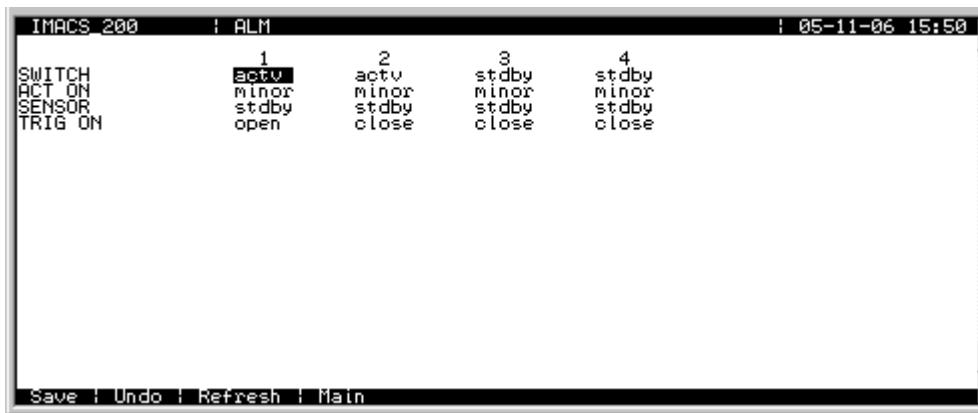 IMACS_200 ¦ ALM ¦ 05-11-06 15:50
1 2 3 4
SWITCH actv actv stdby stdby
ACT ON minor minor minor minor
SENSOR stdby stdby stdby stdby
TRIG ON open close close close
Save ¦ Undo ¦ Refresh ¦ Main